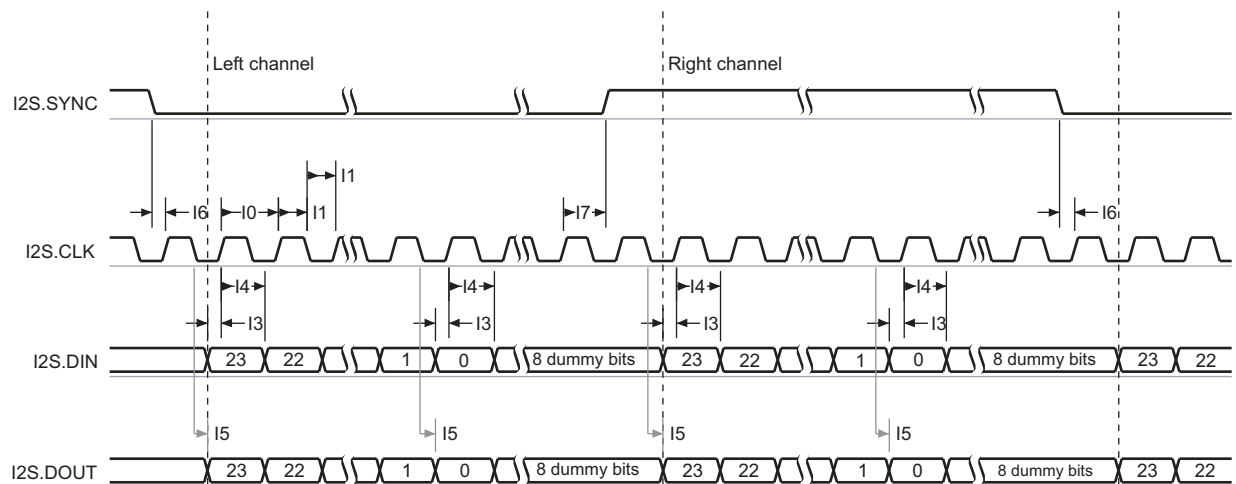 Left channel
Right channel
I2S.SYNC
I1
I6
I0
I1
I7
I6
I2S.CLK
I4
I4
I4
I4
I3
I3
I3
I3
I2S.DIN
23
22
1
0
8 dummy bits
23
22
1
0
8 dummy bits
23
22
I5
I5
I5
I5
I2S.DOUT
23
22
1
0
8 dummy bits
23
22
1
0
8 dummy bits
23
22